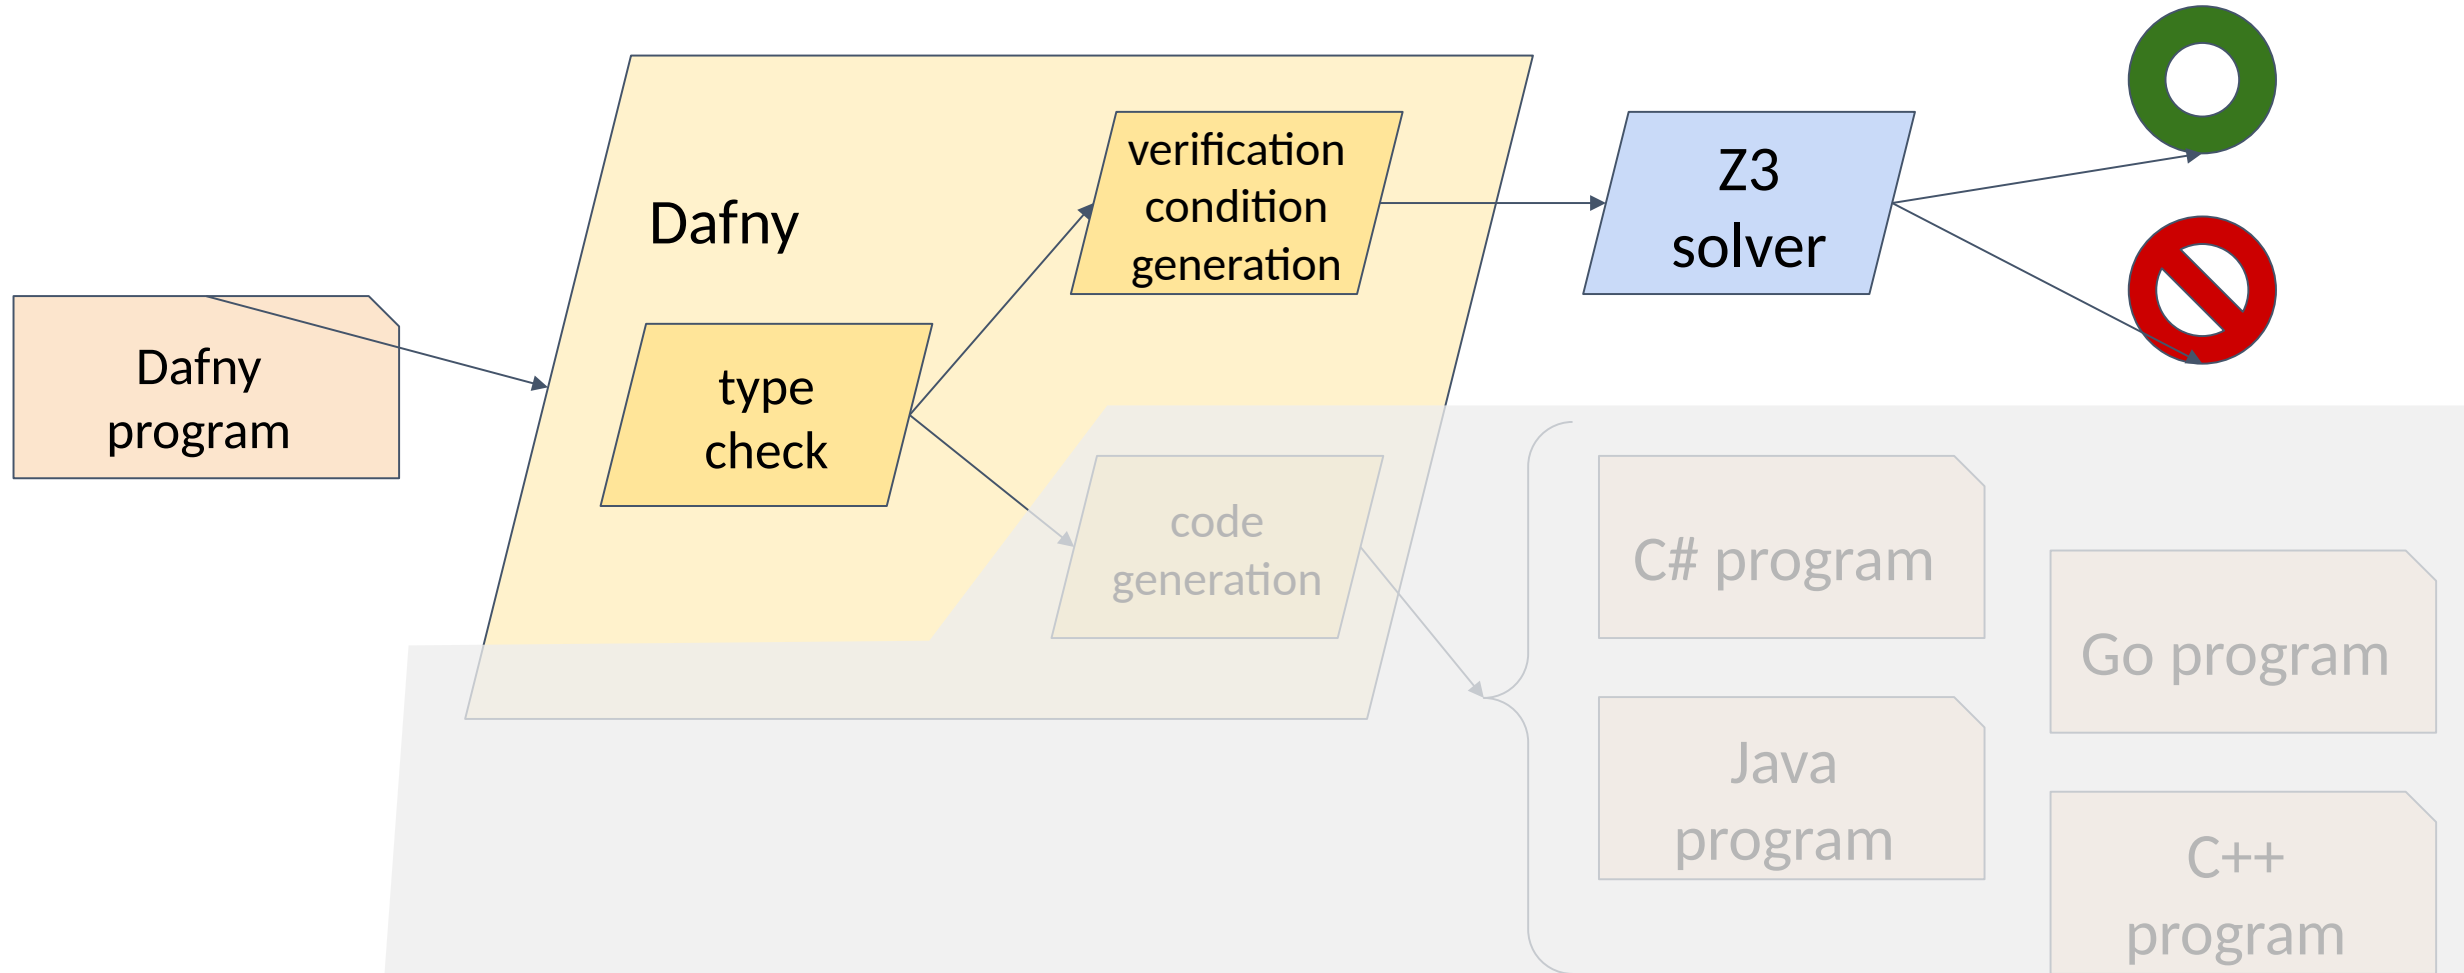 Dafny
program
Dafny
type
check
verification
condition
generation
code
generation
Z3
solver
C# program
Java
program
Go program
C++
program